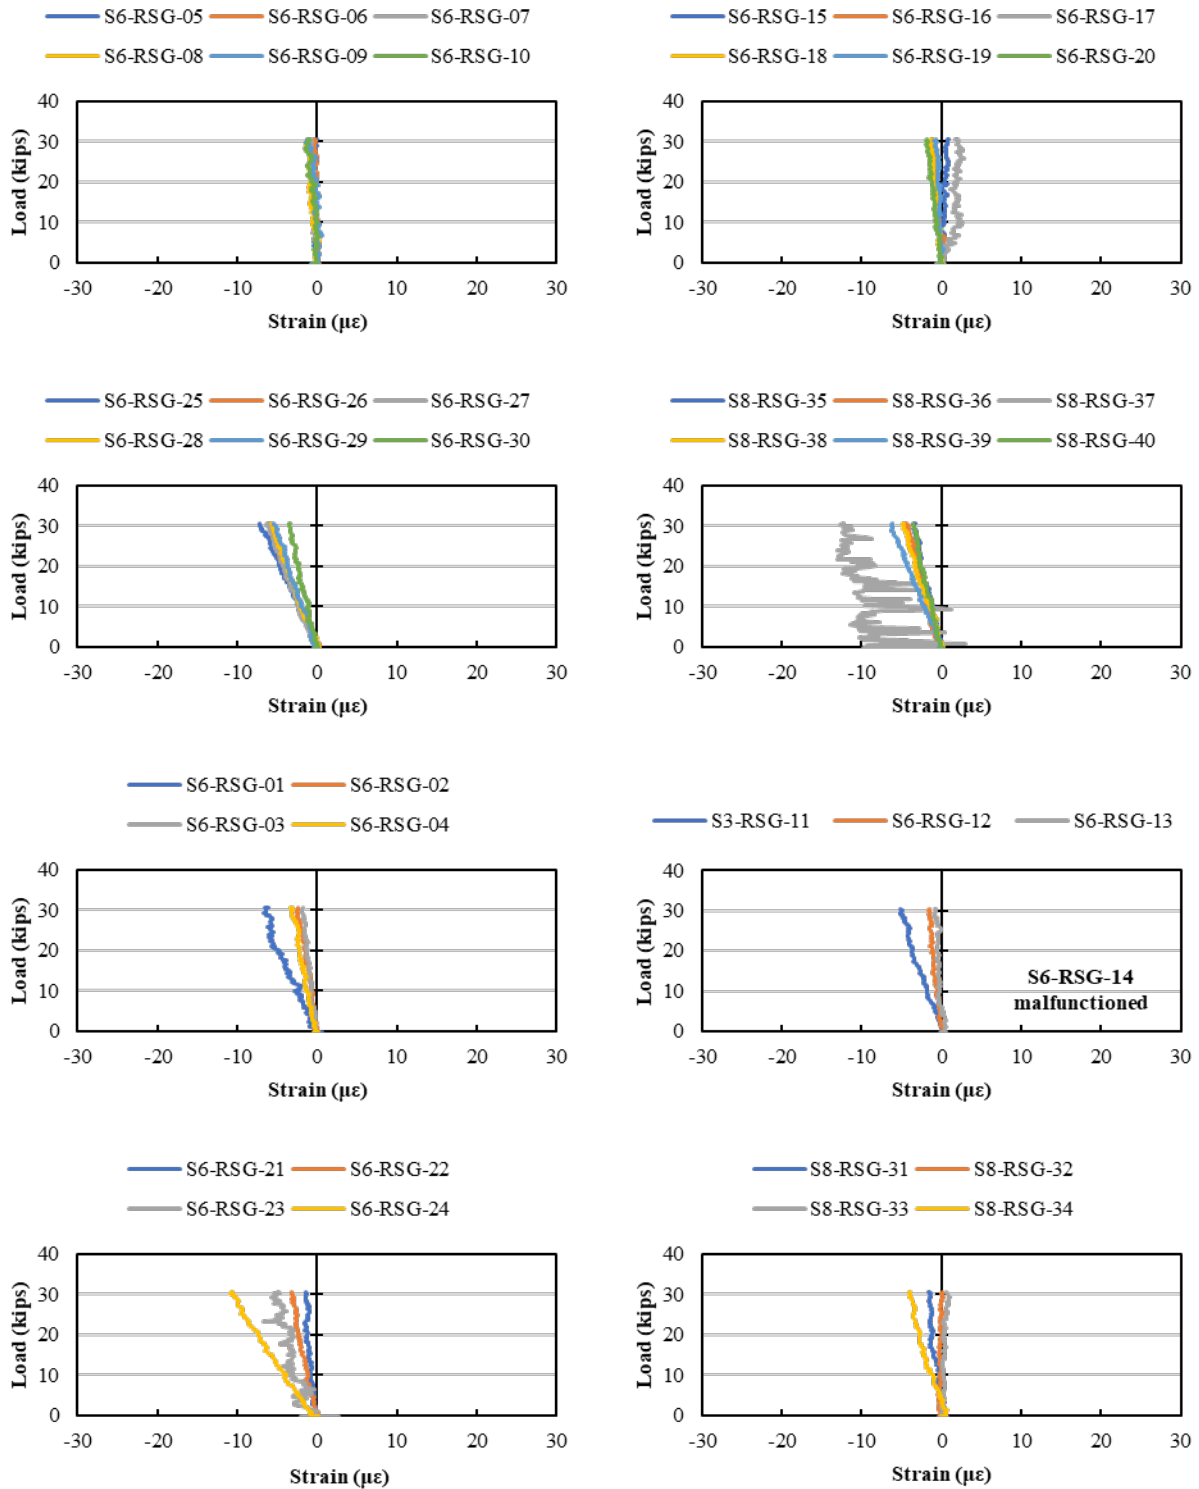 S6-RSG-05 S6-RSG-06 S6-RSG-07
S6-RSG-08 S6-RSG-09 S6-RSG-10
40
30
20
10
0
Load (kips)
-30 -20 -10 0 10 20 30
Strain (με)
S6-RSG-15 S6-RSG-16 S6-RSG-17
S6-RSG-18 S6-RSG-19 S6-RSG-20
40
30
20
10
0
Load (kips)
-30 -20 -10 0 10 20 30
Strain (με)
S6-RSG-25 S6-RSG-26 S6-RSG-27
S6-RSG-28 S6-RSG-29 S6-RSG-30
40
30
20
10
0
Load (kips)
-30 -20 -10 0 10 20 30
Strain (με)
S8-RSG-35 S8-RSG-36 S8-RSG-37
S8-RSG-38 S8-RSG-39 S8-RSG-40
40
30
20
10
0
Load (kips)
-30 -20 -10 0 10 20 30
Strain (με)
S6-RSG-01 S6-RSG-02
S6-RSG-03 S6-RSG-04
40
30
20
10
0
Load (kips)
-30 -20 -10 0 10 20 30
Strain (με)
S3-RSG-11 S6-RSG-12 S6-RSG-13
40
30
20
10
0
Load (kips)
S6-RSG-14
malfunctioned
-30 -20 -10 0 10 20 30
Strain (με)
S6-RSG-21 S6-RSG-22
S6-RSG-23 S6-RSG-24
40
30
20
10
0
Load (kips)
-30 -20 -10 0 10 20 30
Strain (με)
S8-RSG-31 S8-RSG-32
S8-RSG-33 S8-RSG-34
40
30
20
10
0
Load (kips)
-30 -20 -10 0 10 20 30
Strain (με)